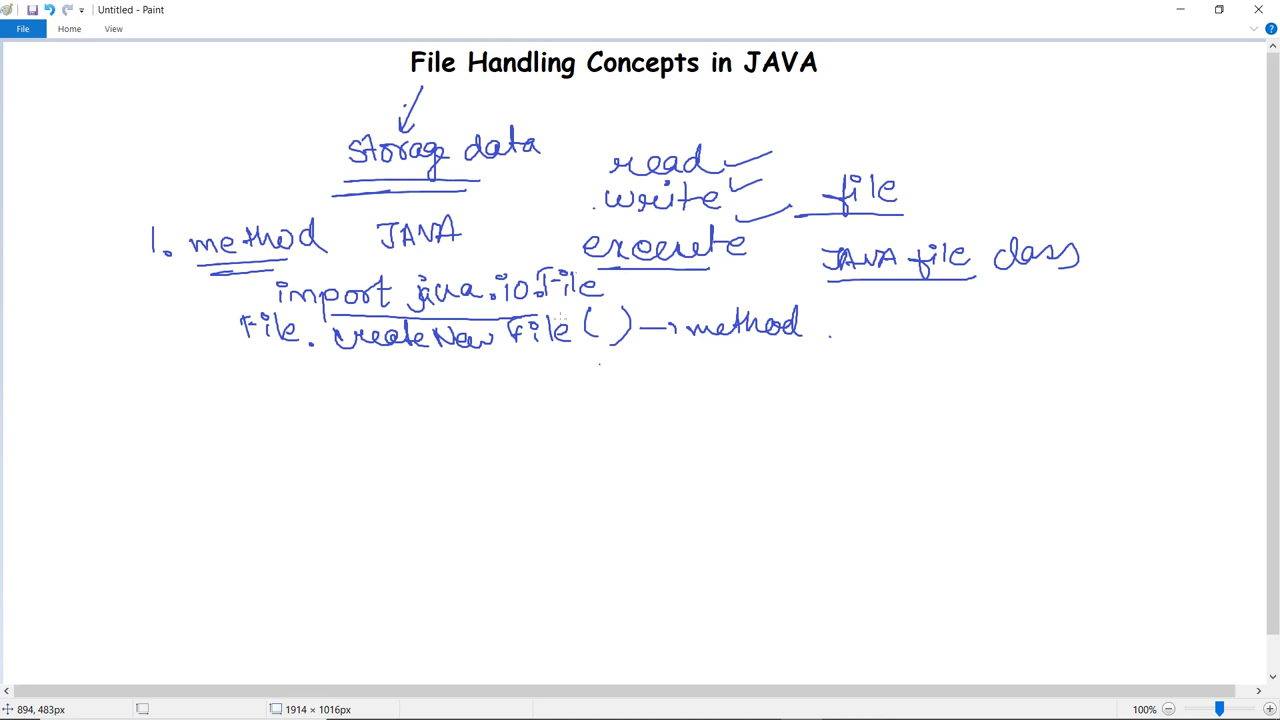 Untitled - Paint
File Home View
File Handling Concepts in JAVA
storage data
read
write
file
1. method JAVA
execute
JAVA file class
import java.io.File
File.createNewFile() → method
894, 483px
1914 × 1016px
100%